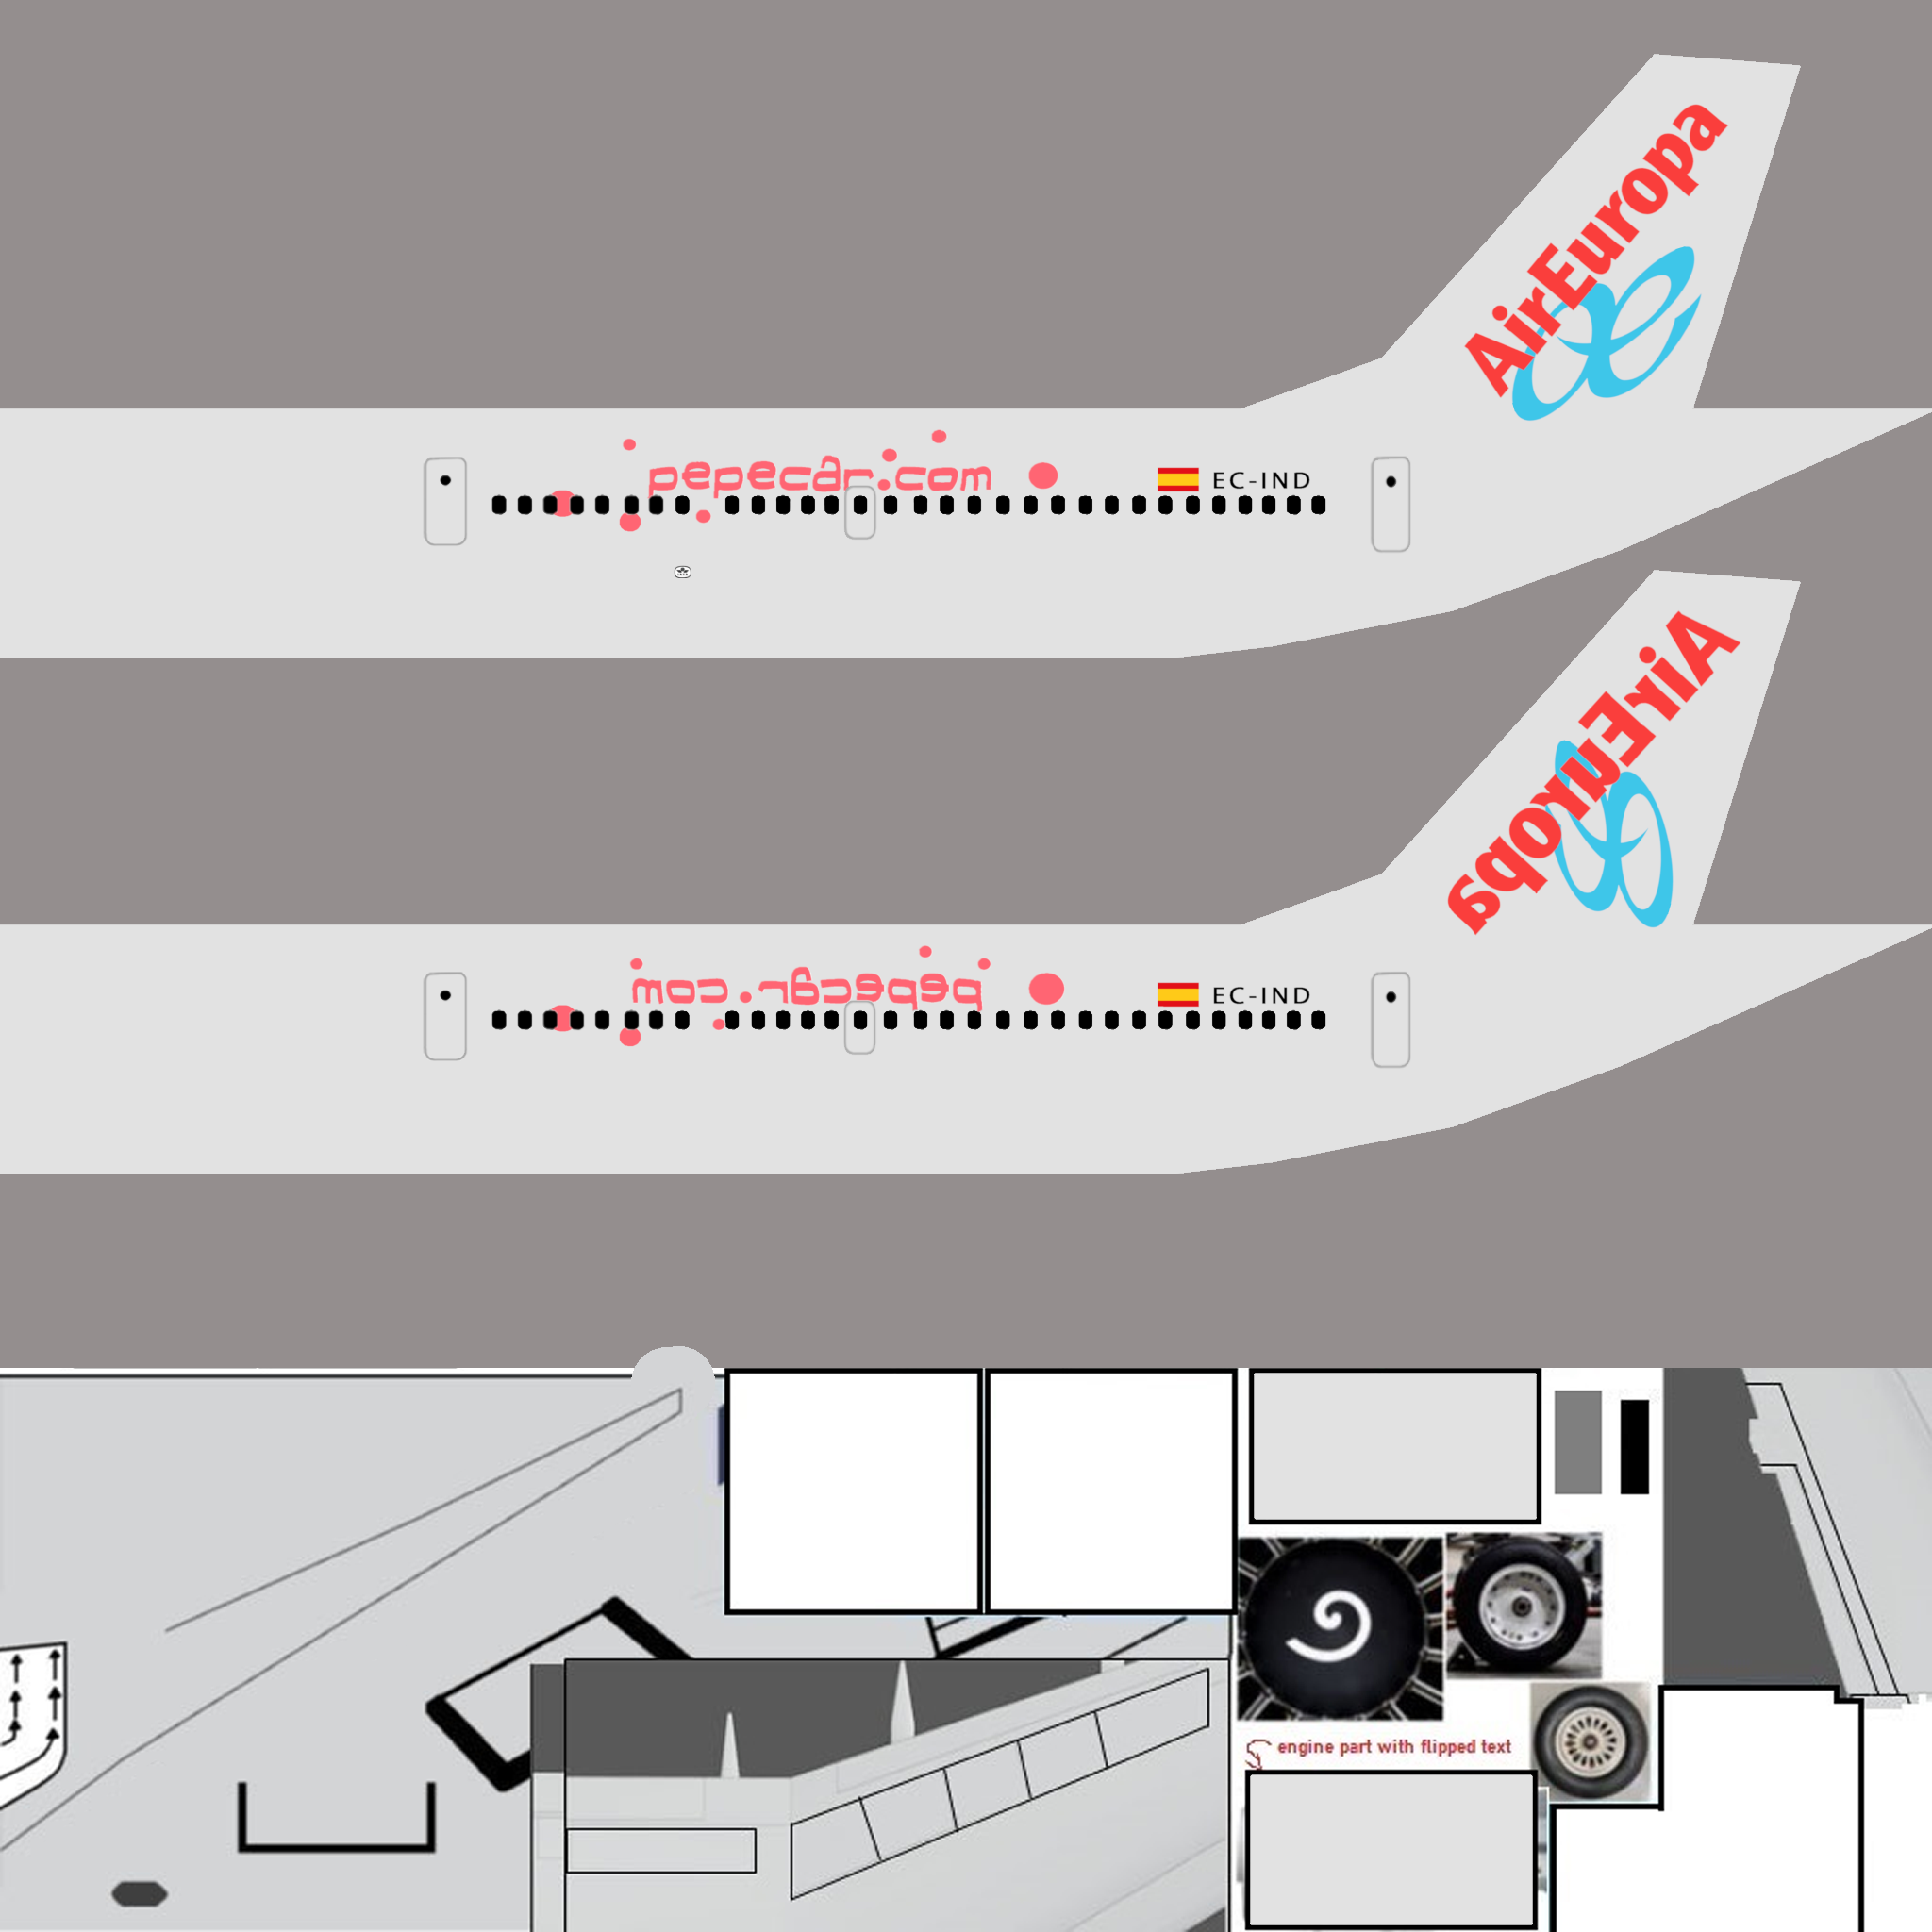 AirEuropa
pepecar.com
EC-IND
AirEuropa
pepecar.com
EC-IND
engine part with flipped text